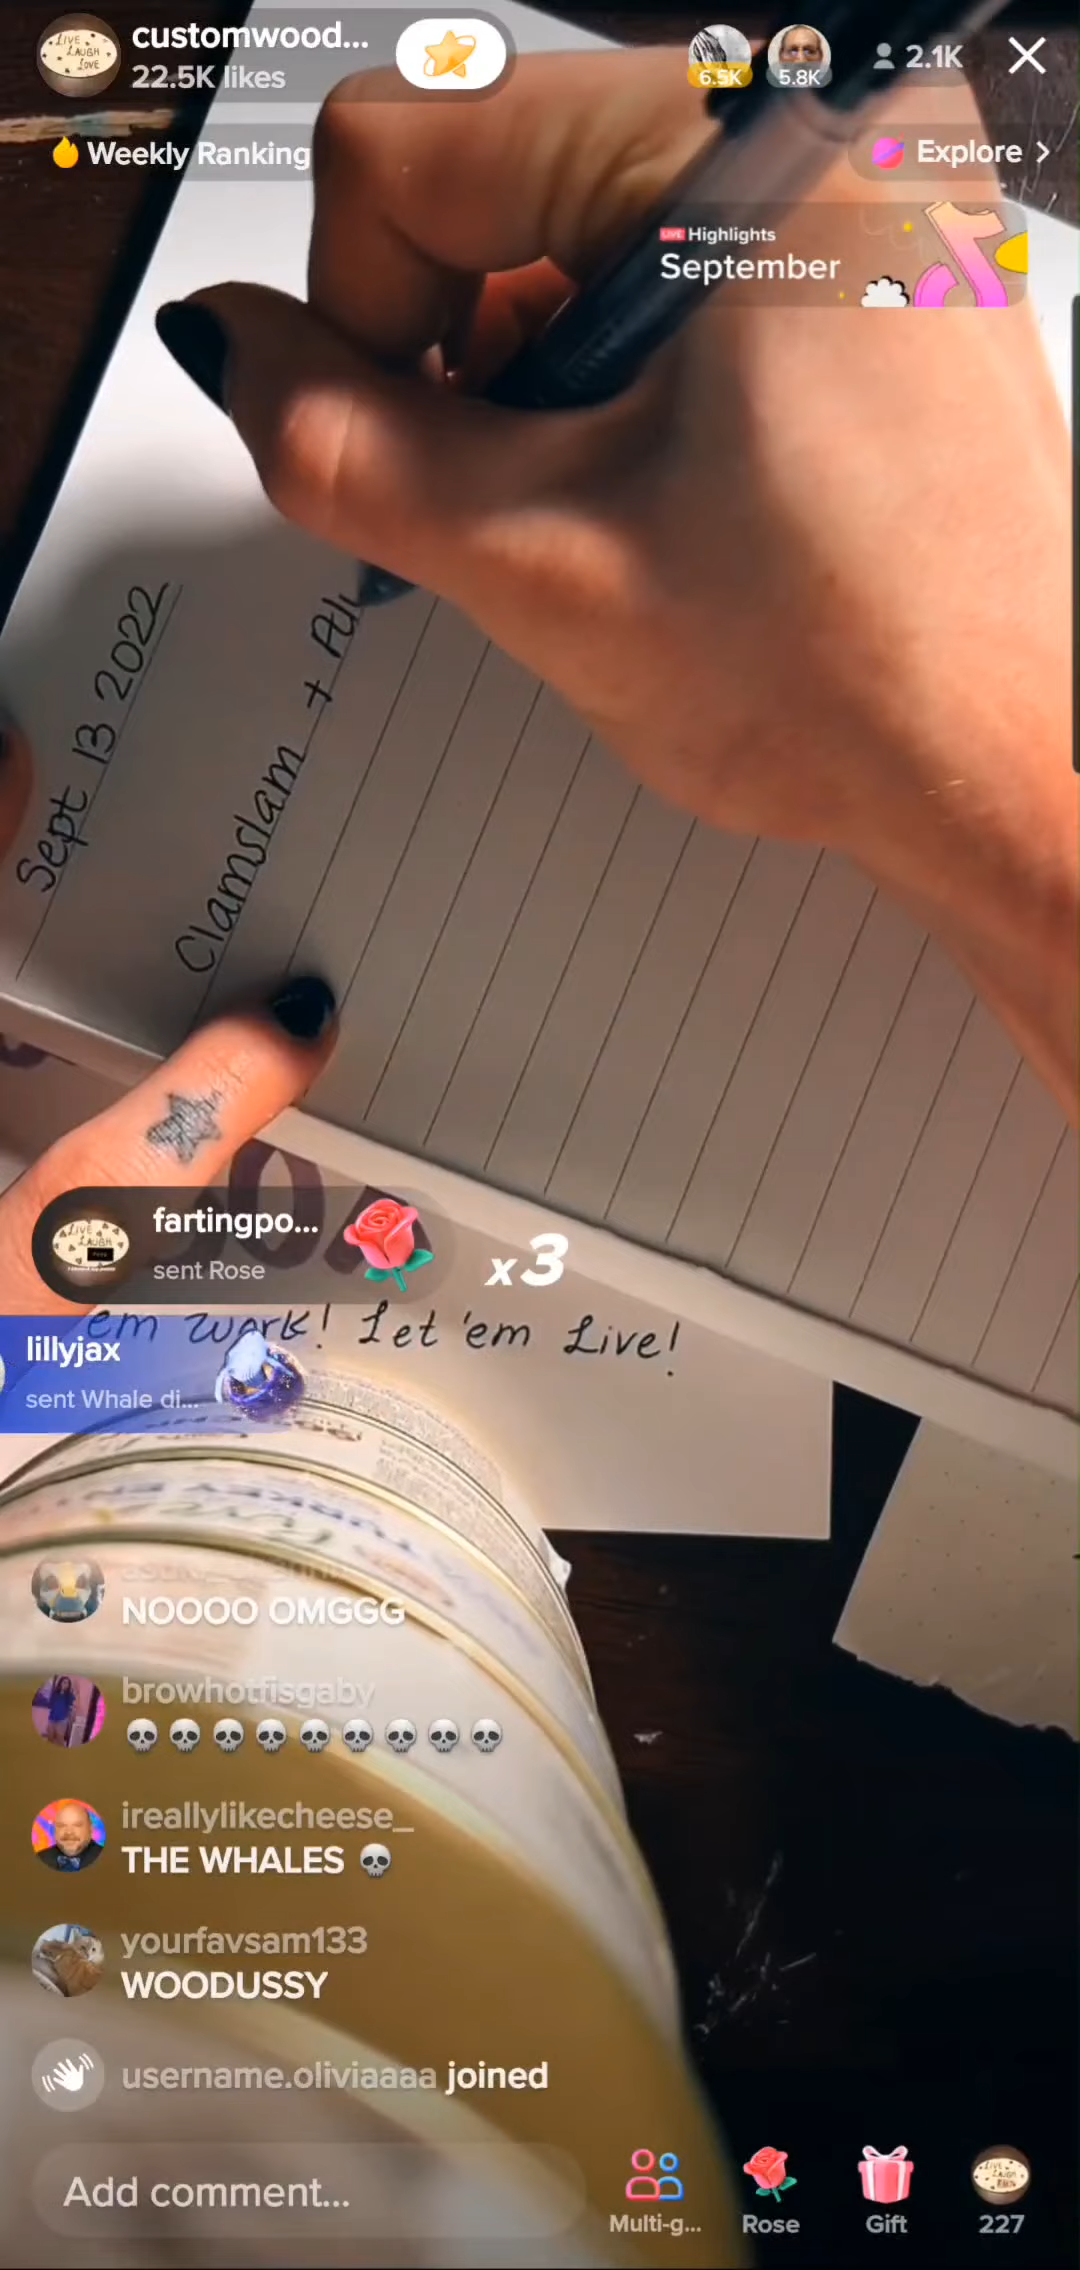 customwood...
22.5K likes
6.5K
5.8K
2.1K
Weekly Ranking
Explore >
LIVE Highlights
September
Sept 13 2022
Clamslam +
fartingpo...
sent Rose
x3
em work! Let 'em Live!
lillyjax
sent Whale di...
NOOOO OMGGG
browhotfisgaby
💀💀💀💀💀💀💀💀💀
ireallylikecheese_
THE WHALES 💀
yourfavsam133
WOODUSSY
username.oliviaaaa joined
Add comment...
Multi-g...
Rose
Gift
227